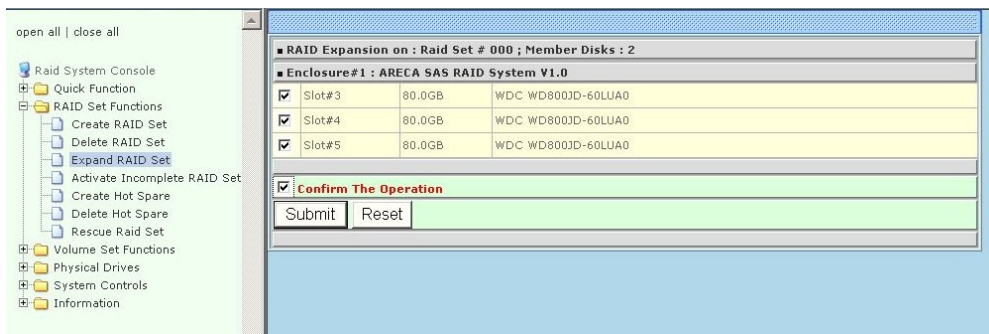 open all | close all
Raid System Console
Quick Function
RAID Set Functions
Create RAID Set
Delete RAID Set
Expand RAID Set
Activate Incomplete RAID Set
Create Hot Spare
Delete Hot Spare
Rescue Raid Set
Volume Set Functions
Physical Drives
System Controls
Information
RAID Expansion on : Raid Set # 000 ; Member Disks : 2
Enclosure#1 : ARECA SAS RAID System V1.0
Slot#3 80.0GB WDC WD800JD-60LUA0
Slot#4 80.0GB WDC WD800JD-60LUA0
Slot#5 80.0GB WDC WD800JD-60LUA0
Confirm The Operation
Submit Reset